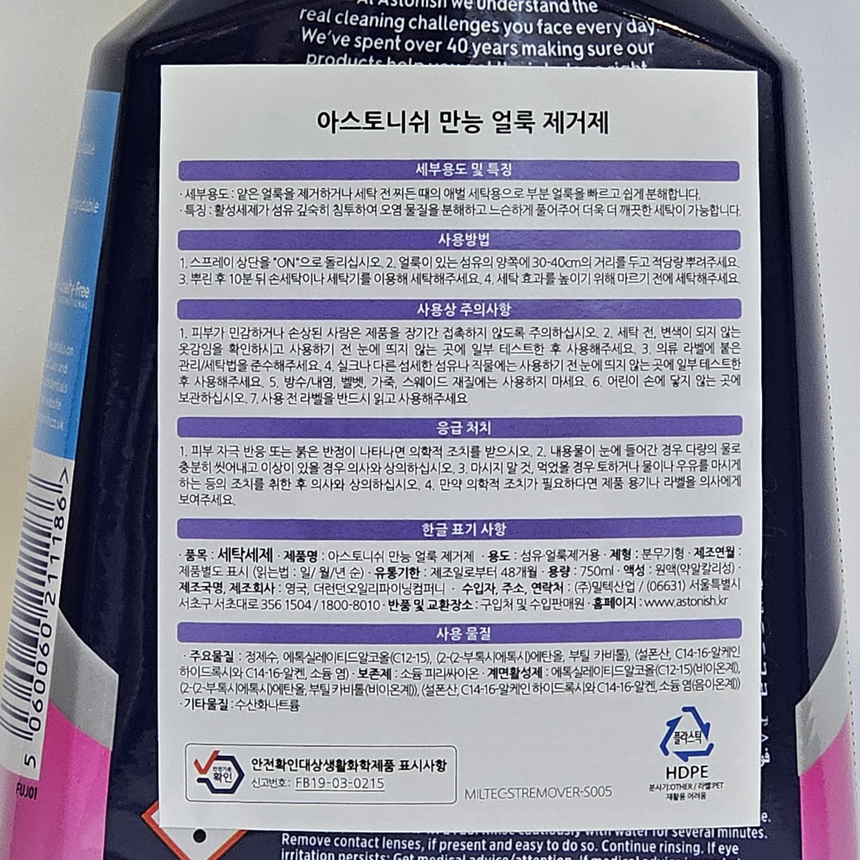 At Astonish we understand the
real cleaning challenges you face every day.
We've spent over 40 years making sure our
아스토니쉬 만능 얼룩 제거제
세부용도 및 특징
· 세부용도 : 얕은 얼룩을 제거하거나 세탁 전 찌든 때의 애벌 세탁용으로 부분 얼룩을 빠르고 쉽게 분해합니다.
· 특징 : 활성세제가 섬유 깊숙히 침투하여 오염 물질을 분해하고 느슨하게 풀어주어 더욱 더 깨끗한 세탁이 가능합니다.
사용방법
1. 스프레이 상단을 "ON"으로 돌리십시오. 2. 얼룩이 있는 섬유의 양쪽에 30-40cm의 거리를 두고 적당량 뿌려주세요.
3. 뿌린 후 10분 뒤 손세탁이나 세탁기를 이용해 세탁해주세요. 4. 세탁 효과를 높이기 위해 마르기 전에 세탁해주세요.
사용상 주의사항
1. 피부가 민감하거나 손상된 사람은 제품을 장기간 접촉하지 않도록 주의하십시오. 2. 세탁 전, 변색이 되지 않는
옷감임을 확인하시고 사용하기 전 눈에 띄지 않는 곳에 일부 테스트한 후 사용해주세요. 3. 의류 라벨에 붙은
관리/세탁법을 준수해주세요. 4. 실크나 다른 섬세한 섬유나 직물에는 사용하기 전 눈에 띄지 않는 곳에 일부 테스트한
후 사용해주세요. 5. 방수/내염, 벨벳, 가죽, 스웨이드 재질에는 사용하지 마세요. 6. 어린이 손에 닿지 않는 곳에
보관하십시오. 7. 사용 전 라벨을 반드시 읽고 사용해주세요
응급 처치
1. 피부 자극 반응 또는 붉은 반점이 나타나면 의학적 조치를 받으시오. 2. 내용물이 눈에 들어간 경우 다량의 물로
충분히 씻어내고 이상이 있을 경우 의사와 상의하십시오. 3. 마시지 말 것. 먹었을 경우 토하거나 물이나 우유를 마시게
하는 등의 조치를 취한 후 의사와 상의하십시오. 4. 만약 의학적 조치가 필요하다면 제품 용기나 라벨을 의사에게
보여주세요.
한글 표기 사항
· 품목 : 세탁세제 · 제품명 : 아스토니쉬 만능 얼룩 제거제 · 용도 : 섬유·얼룩제거용 · 제형 : 분무기형 · 제조연월 :
제품별도 표시 (읽는법 : 일/ 월/년 순) · 유통기한 : 제조일로부터 48개월 · 용량 : 750ml · 액성 : 원액(약알칼리성) ·
제조국명, 제조회사 : 영국, 더런던오일리파이닝컴퍼니 · 수입자, 주소, 연락처 : (주)밀텍산업 / (06631) 서울특별시
서초구 서초대로 356 1504 / 1800-8010 · 반품 및 교환장소 : 구입처 및 수입판매원 · 홈페이지 : www.astonish.kr
사용 물질
· 주요물질 : 정제수, 에톡실레이티드알코올(C12-15), (2-(2-부톡시에톡시)에탄올, 부틸 카비톨), (설폰산, C14-16-알케인
하이드록시와 C14-16-알켄, 소듐 염) · 보존제 : 소듐 피리싸이온 · 계면활성제 : 에톡실레이티드알코올(C12-15)(비이온계),
(2-(2-부톡시에톡시)에탄올, 부틸 카비톨(비이온계)), (설폰산, C14-16-알케인 하이드록시와 C14-16-알켄, 소듐 염(음이온계))
· 기타물질 : 수산화나트륨
안전기준
확인
안전확인대상생활화학제품 표시사항
신고번호 : FB19-03-0215
MILTEC-STREMOVER-S005
플라스틱
HDPE
분사기:OTHER / 라벨:PET
재활용 어려움
5 060060 211186 >
FUJ01
Remove contact lenses, if present and easy to do so. Continue rinsing. If eye
irritation persists: Get medical advice/attention.